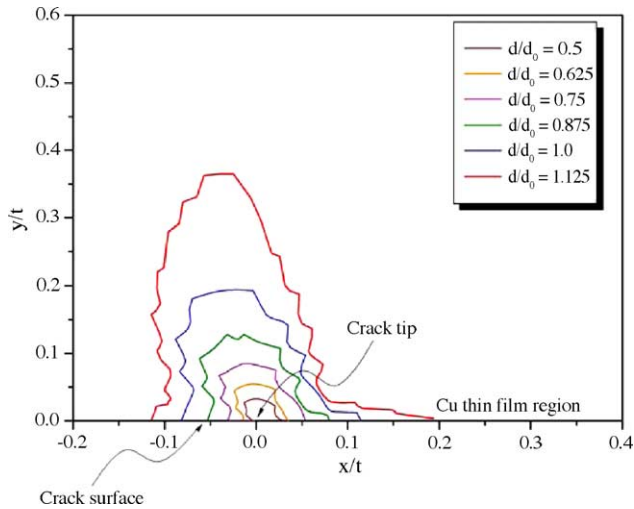 0.6
0.5
0.4
0.3
0.2
0.1
0.0
y/t
d/d0 = 0.5
d/d0 = 0.625
d/d0 = 0.75
d/d0 = 0.875
d/d0 = 1.0
d/d0 = 1.125
Crack tip
Cu thin film region
-0.2 -0.1 0.0 0.1 0.2 0.3 0.4
x/t
Crack surface